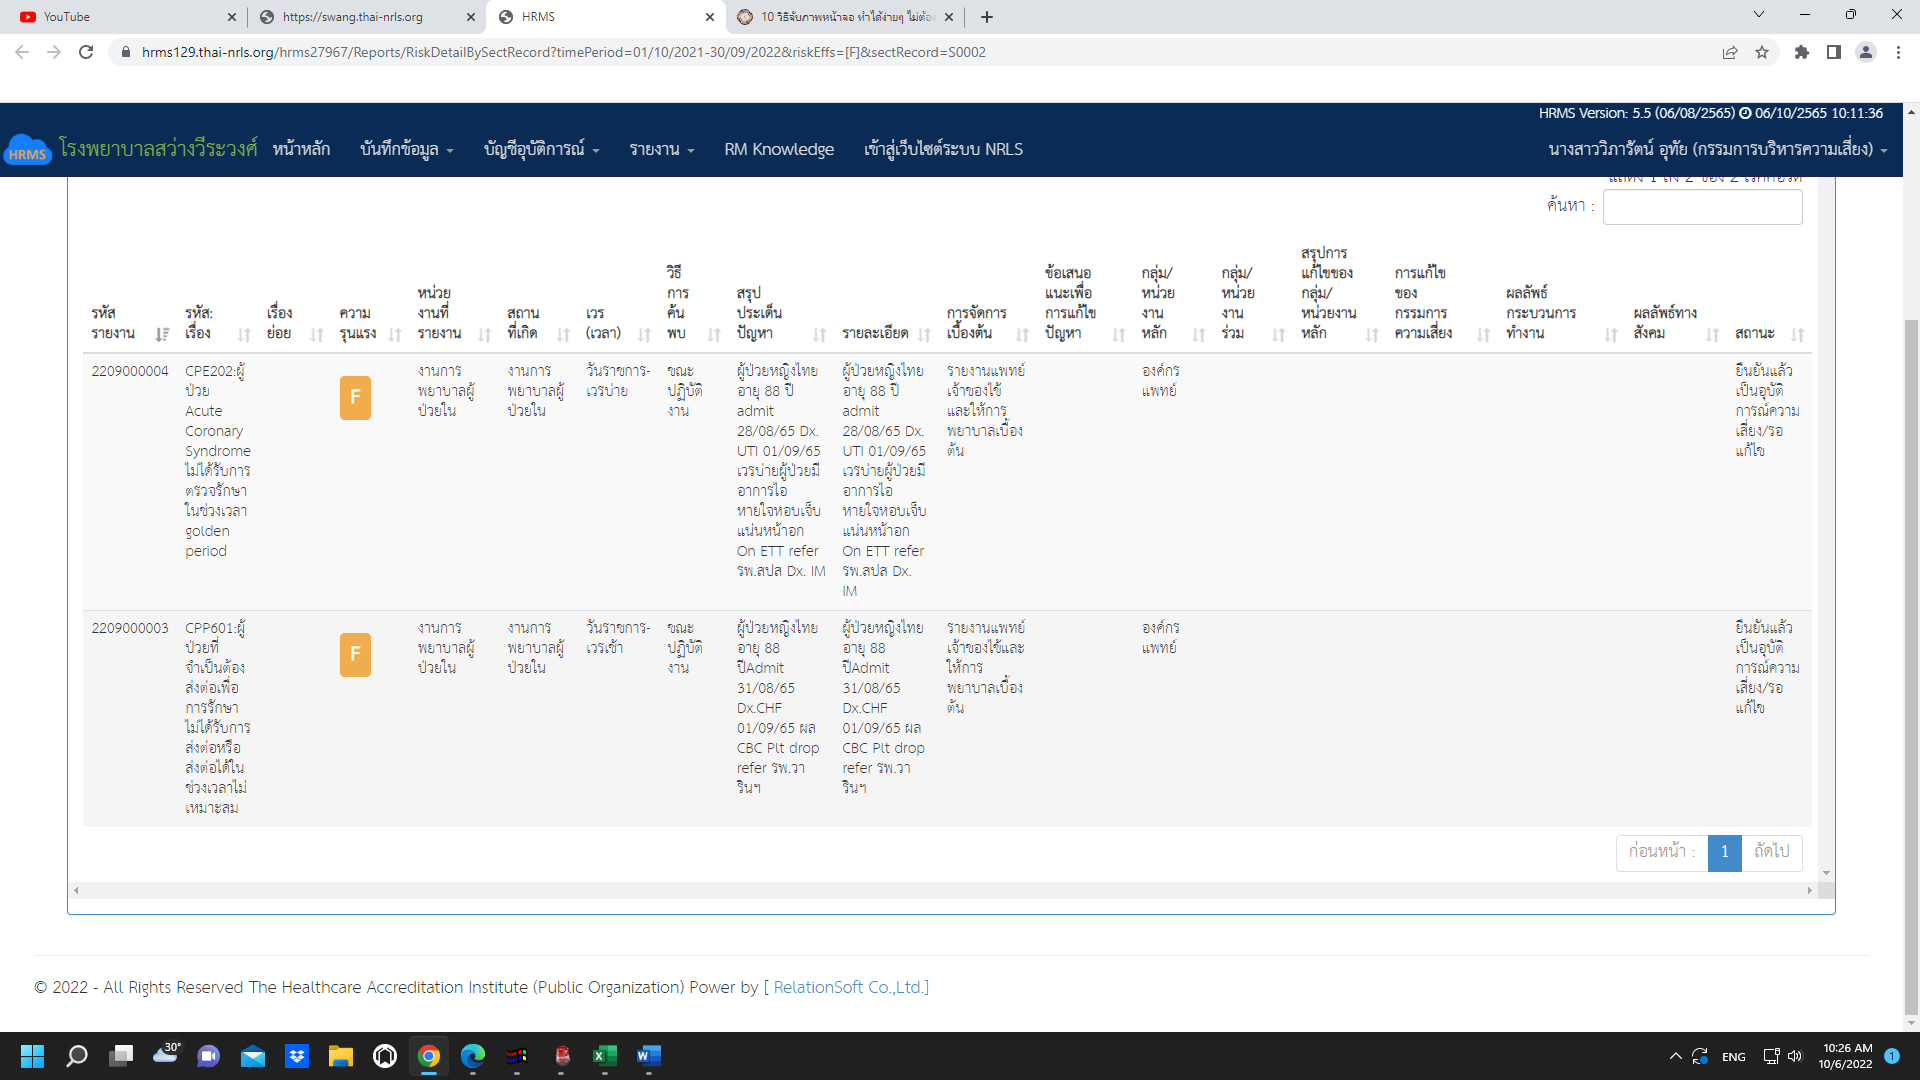 YouTube
https://swang.thai-nrls.org
HRMS
10 วิธีจับภาพหน้าจอ ทำได้ง่ายๆ ไม่ต้อง
hrms129.thai-nrls.org/hrms27967/Reports/RiskDetailBySectRecord?timePeriod=01/10/2021-30/09/2022&riskEffs=[F]&sectRecord=S0002
HRMS Version: 5.5 (06/08/2565) 06/10/2565 10:11:36
HRMS โรงพยาบาลสว่างวีระวงศ์ หน้าหลัก บันทึกข้อมูล บัญชีอุบัติการณ์ รายงาน RM Knowledge เข้าสู่เว็บไซต์ระบบ NRLS นางสาววิภารัตน์ อุทัย (กรรมการบริหารความเสี่ยง)
ค้นหา :
รหัส
รายงาน
รหัส:
เรื่อง
เรื่อง
ย่อย
ความ
รุนแรง
หน่วย
งานที่
รายงาน
สถาน
ที่เกิด
เวร
(เวลา)
วิธี
การ
ค้น
พบ
สรุป
ประเด็น
ปัญหา
รายละเอียด
การจัดการ
เบื้องต้น
ข้อเสนอ
แนะเพื่อ
การแก้ไข
ปัญหา
กลุ่ม/
หน่วย
งาน
หลัก
กลุ่ม/
หน่วย
งาน
ร่วม
สรุปการ
แก้ไขของ
กลุ่ม/
หน่วยงาน
หลัก
การแก้ไข
ของ
กรรมการ
ความเสี่ยง
ผลลัพธ์
กระบวนการ
ทำงาน
ผลลัพธ์ทาง
สังคม
สถานะ
2209000004
CPE202:ผู้
ป่วย
Acute
Coronary
Syndrome
ไม่ได้รับการ
ตรวจรักษา
ในช่วงเวลา
golden
period
F
งานการ
พยาบาลผู้
ป่วยใน
งานการ
พยาบาลผู้
ป่วยใน
วันราชการ-
เวรบ่าย
ขณะ
ปฏิบัติ
งาน
ผู้ป่วยหญิงไทย
อายุ 88 ปี
admit
28/08/65 Dx.
UTI 01/09/65
เวรบ่ายผู้ป่วยมี
อาการไอ
หายใจหอบเจ็บ
แน่นหน้าอก
On ETT refer
รพ.สปส Dx. IM
ผู้ป่วยหญิงไทย
อายุ 88 ปี
admit
28/08/65 Dx.
UTI 01/09/65
เวรบ่ายผู้ป่วยมี
อาการไอ
หายใจหอบเจ็บ
แน่นหน้าอก
On ETT refer
รพ.สปส Dx.
IM
รายงานแพทย์
เจ้าของไข้
และให้การ
พยาบาลเบื้อง
ต้น
องค์กร
แพทย์
ยืนยันแล้ว
เป็นอุบัติ
การณ์ความ
เสี่ยง/รอ
แก้ไข
2209000003
CPP601:ผู้
ป่วยที่
จำเป็นต้อง
ส่งต่อเพื่อ
การรักษา
ไม่ได้รับการ
ส่งต่อหรือ
ส่งต่อได้ใน
ช่วงเวลาไม่
เหมาะสม
F
งานการ
พยาบาลผู้
ป่วยใน
งานการ
พยาบาลผู้
ป่วยใน
วันราชการ-
เวรเช้า
ขณะ
ปฏิบัติ
งาน
ผู้ป่วยหญิงไทย
อายุ 88
ปีAdmit
31/08/65
Dx.CHF
01/09/65 ผล
CBC Plt drop
refer รพ.วา
รินฯ
ผู้ป่วยหญิงไทย
อายุ 88
ปีAdmit
31/08/65
Dx.CHF
01/09/65 ผล
CBC Plt drop
refer รพ.วา
รินฯ
รายงานแพทย์
เจ้าของไข้และ
ให้การ
พยาบาลเบื้อง
ต้น
องค์กร
แพทย์
ยืนยันแล้ว
เป็นอุบัติ
การณ์ความ
เสี่ยง/รอ
แก้ไข
ก่อนหน้า : 1 ถัดไป
© 2022 - All Rights Reserved The Healthcare Accreditation Institute (Public Organization) Power by [ RelationSoft Co.,Ltd.]
30°
ENG
10:26 AM
10/6/2022
1